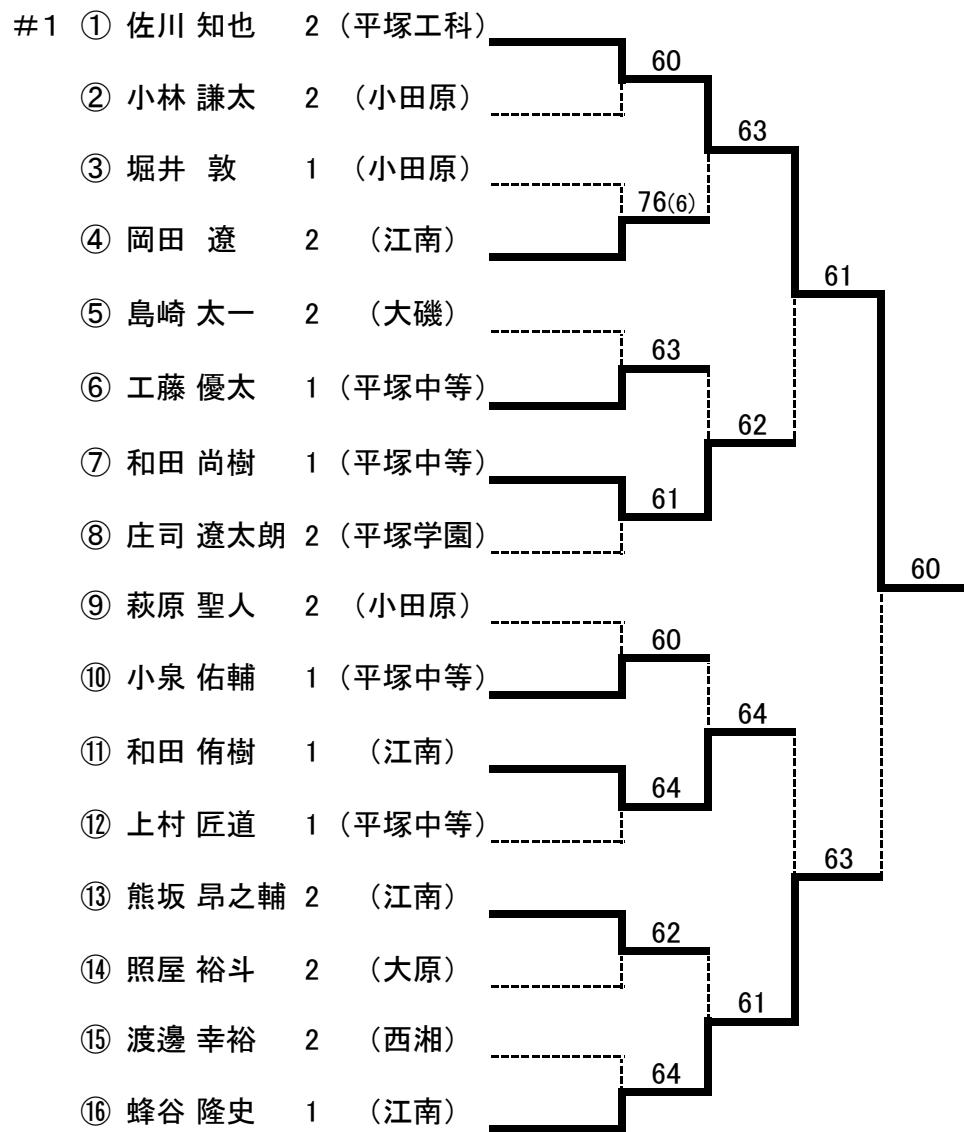 #1 ① 佐川 知也 2 (平塚工科)
60
② 小林 謙太 2 (小田原)
63
③ 堀井 敦 1 (小田原)
76(6)
④ 岡田 遼 2 (江南)
61
⑤ 島崎 太一 2 (大磯)
63
⑥ 工藤 優太 1 (平塚中等)
62
⑦ 和田 尚樹 1 (平塚中等)
61
⑧ 庄司 遼太朗 2 (平塚学園)
60
⑨ 萩原 聖人 2 (小田原)
60
⑩ 小泉 佑輔 1 (平塚中等)
64
⑪ 和田 侑樹 1 (江南)
64
⑫ 上村 匠道 1 (平塚中等)
63
⑬ 熊坂 昂之輔 2 (江南)
62
⑭ 照屋 裕斗 2 (大原)
61
⑮ 渡邊 幸裕 2 (西湘)
64
⑯ 蜂谷 隆史 1 (江南)